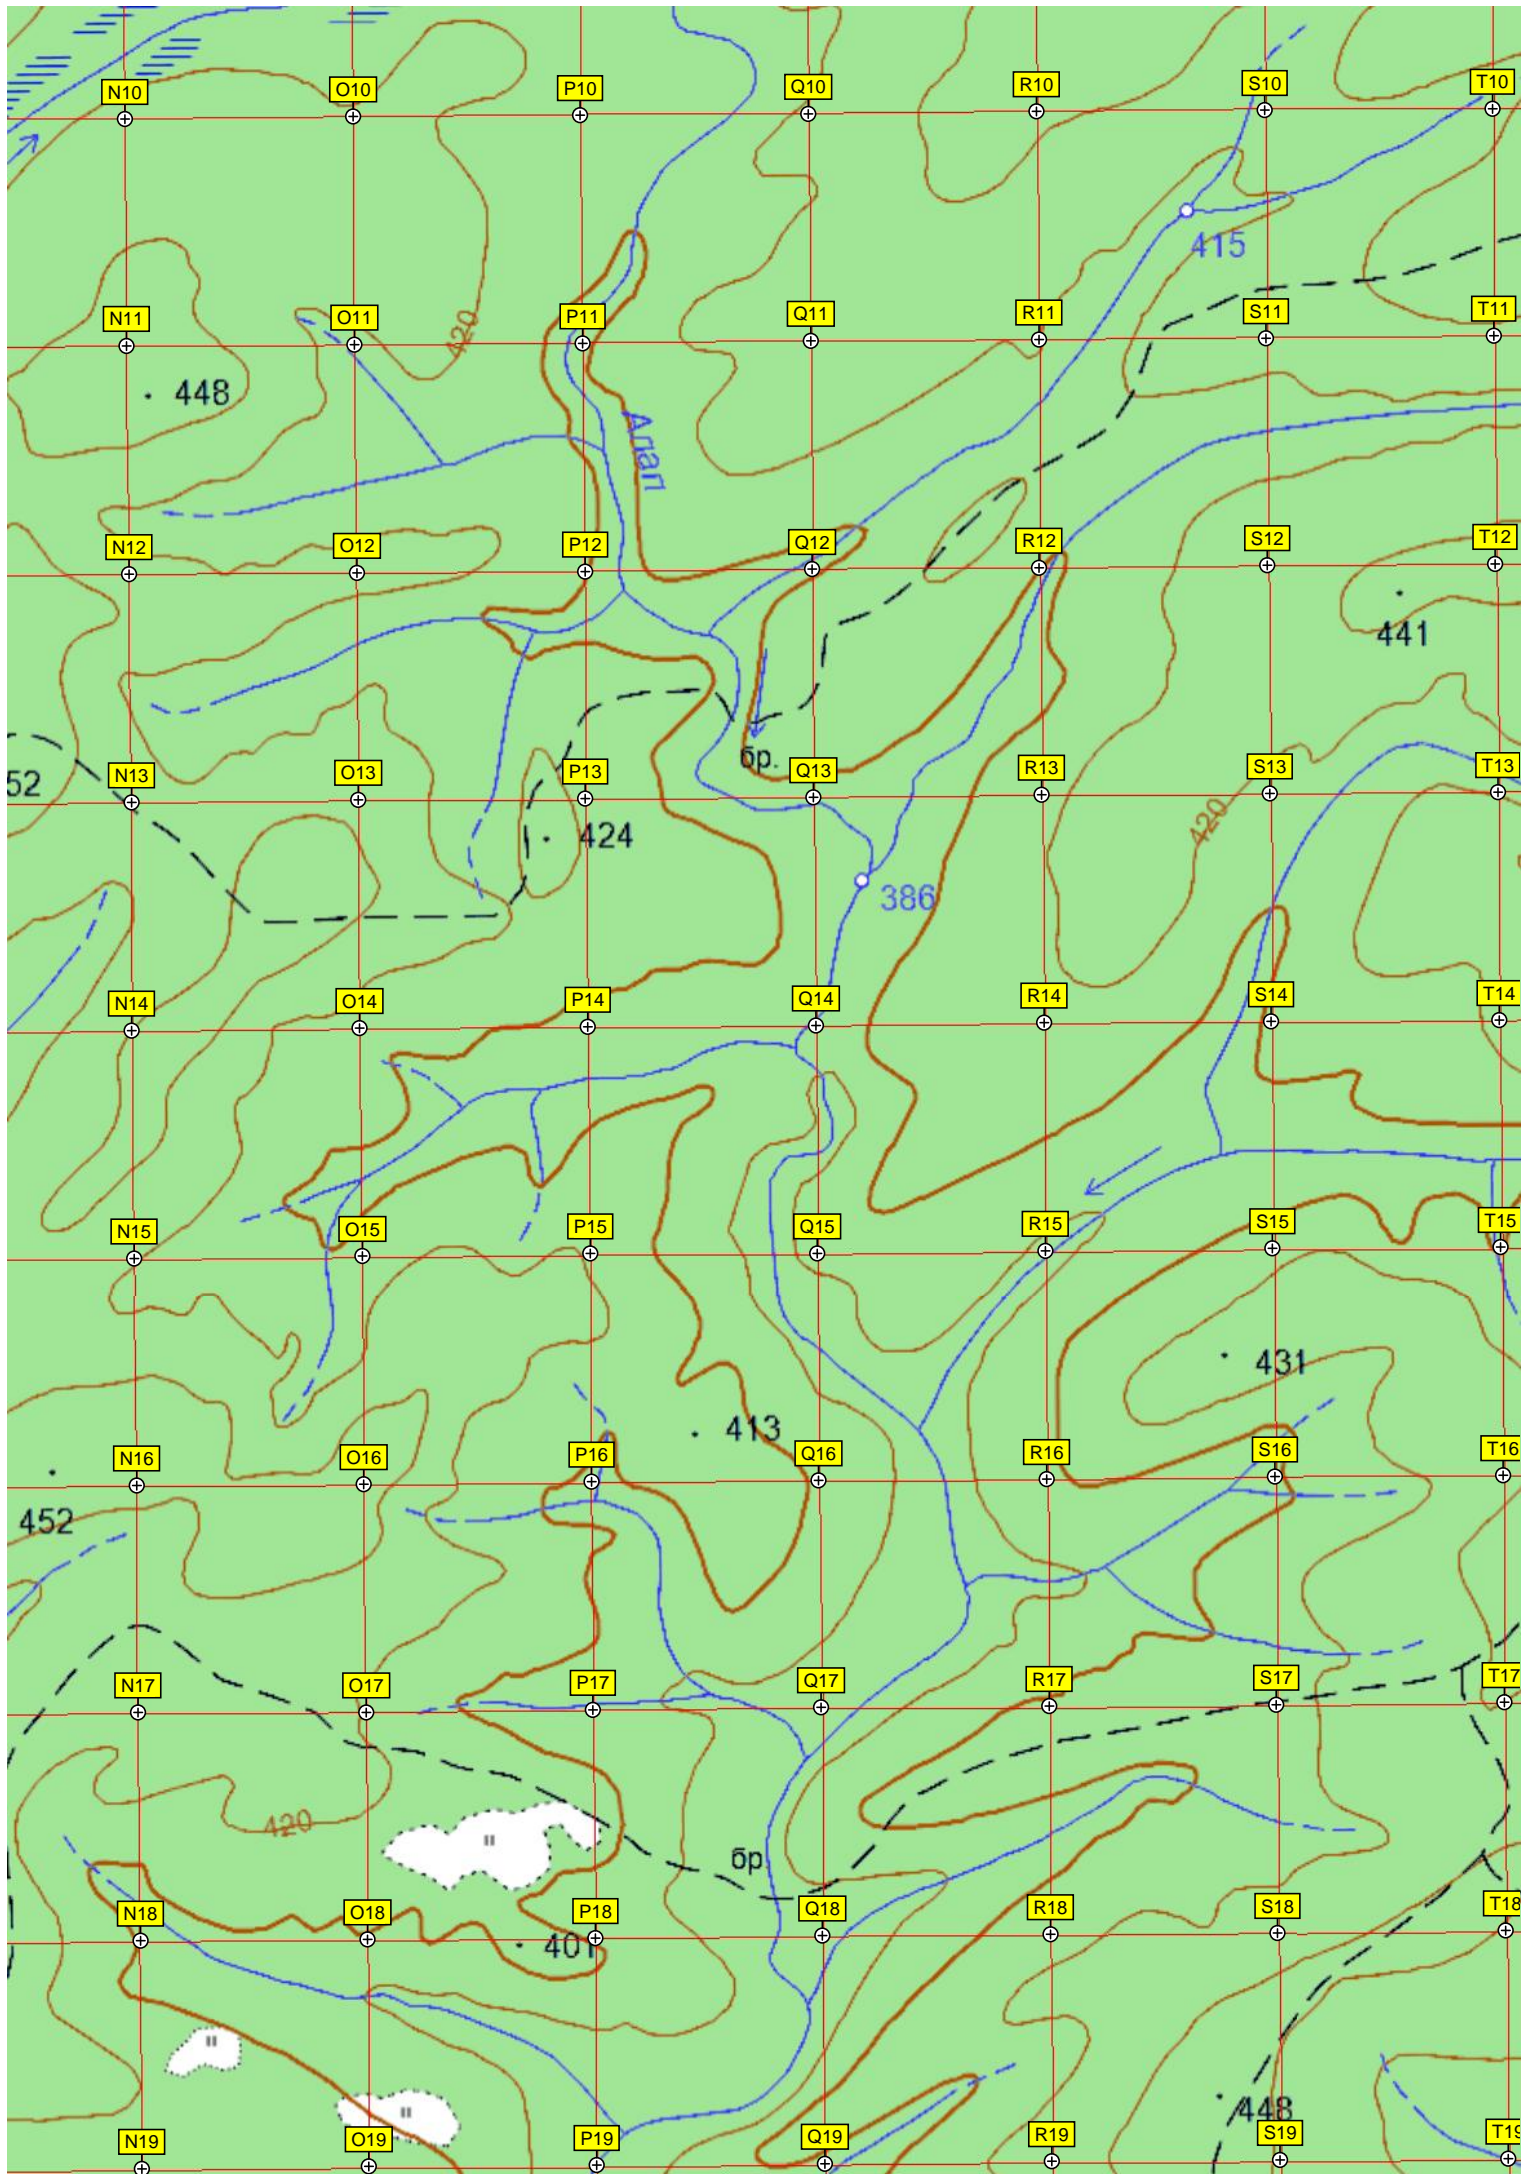 N10 O10 P10 Q10 R10 S10 T10
415
N11 O11 P11 Q11 R11 S11 T11
420
448
Алап
N12 O12 P12 Q12 R12 S12 T12
441
бр.
52 N13 O13 P13 Q13 R13 S13 T13
424
420
386
N14 O14 P14 Q14 R14 S14 T14
N15 O15 P15 Q15 R15 S15 T15
431
413
N16 O16 P16 Q16 R16 S16 T16
452
N17 O17 P17 Q17 R17 S17 T17
420
бр
N18 O18 P18 Q18 R18 S18 T18
401
448
N19 O19 P19 Q19 R19 S19 T19